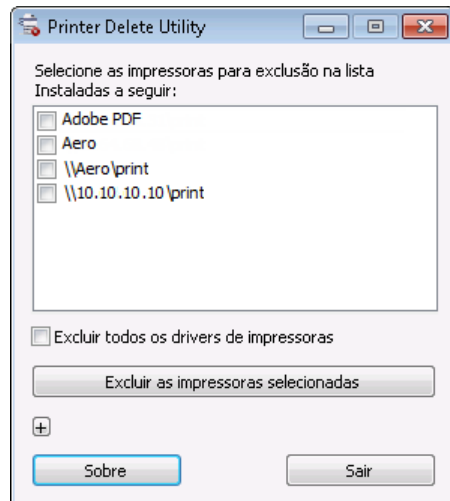 Printer Delete Utility
Selecione as impressoras para exclusão na lista
Instaladas a seguir:
Adobe PDF
Aero
\\Aero\print
\\10.10.10.10\print
Excluir todos os drivers de impressoras
Excluir as impressoras selecionadas
Sobre
Sair